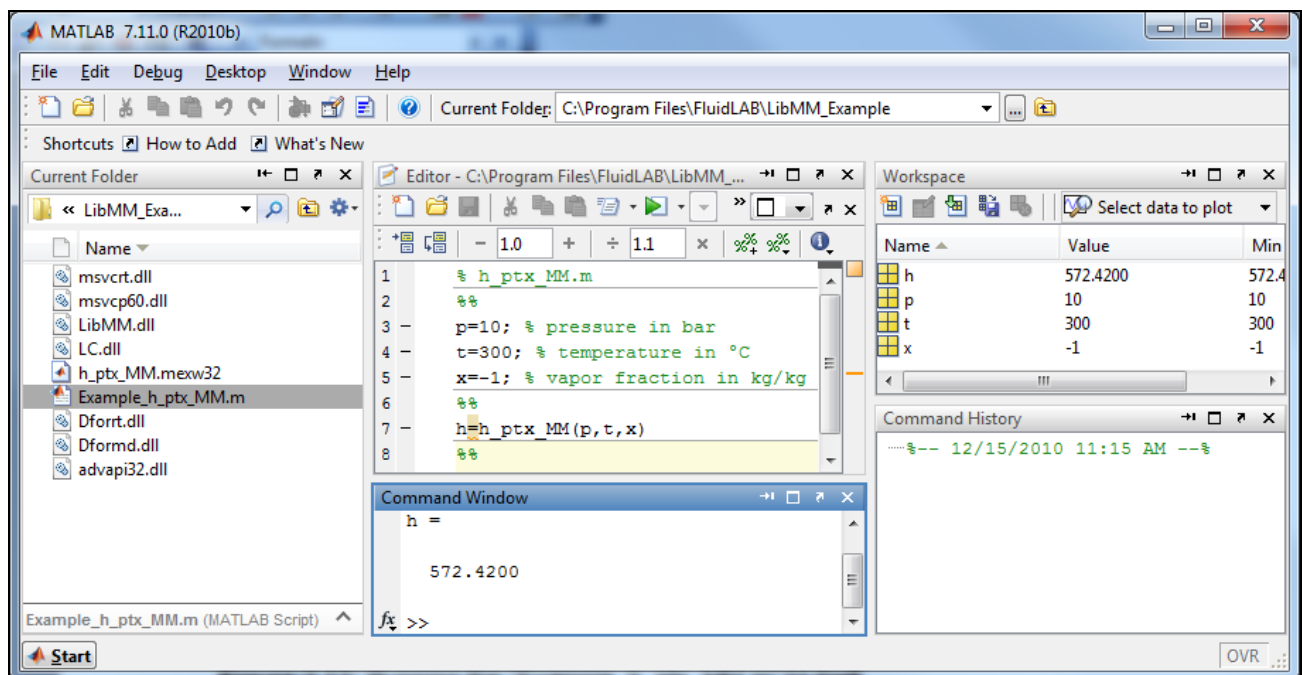 MATLAB 7.11.0 (R2010b)
File Edit Debug Desktop Window Help
Current Folder: C:\Program Files\FluidLAB\LibMM_Example
Shortcuts How to Add What's New
Current Folder
« LibMM_Exa...
Name
msvcrt.dll
msvcp60.dll
LibMM.dll
LC.dll
h_ptx_MM.mexw32
Example_h_ptx_MM.m
Dforrt.dll
Dformd.dll
advapi32.dll
Example_h_ptx_MM.m (MATLAB Script)
Editor - C:\Program Files\FluidLAB\LibMM_...
− 1.0 + ÷ 1.1 ×
1 % h_ptx_MM.m
2 %%
3 – p=10; % pressure in bar
4 – t=300; % temperature in °C
5 – x=-1; % vapor fraction in kg/kg
6 %%
7 – h=h_ptx_MM(p,t,x)
8 %%
Command Window
h =
572.4200
fx >>
Workspace
Select data to plot
Name Value Min
h 572.4200 572.4
p 10 10
t 300 300
x -1 -1
Command History
%-- 12/15/2010 11:15 AM --%
Start
OVR